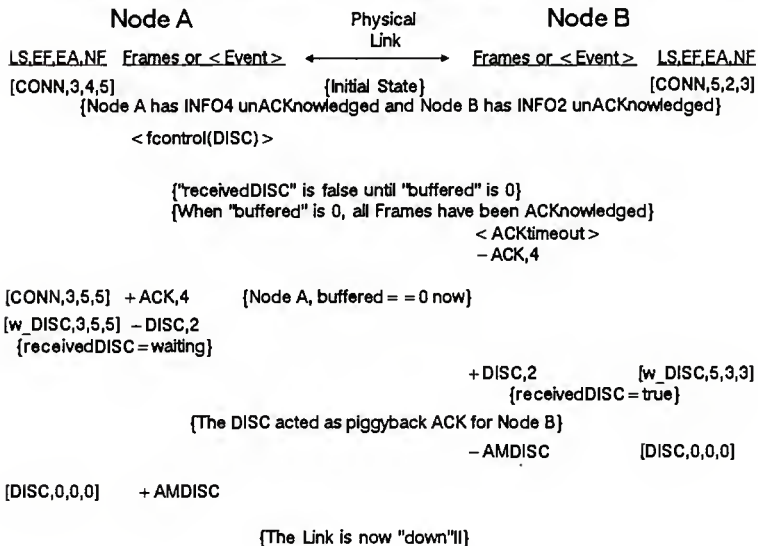 Node A Physical Link Node B
LS,EF,EA,NF Frames or <Event> Frames or <Event> LS,EF,EA,NF
[CONN,3,4,5] {Initial State} [CONN,5,2,3]
{Node A has INFO4 unACKnowledged and Node B has INFO2 unACKnowledged}
<fcontrol(DISC)>
{"receivedDISC" is false until "buffered" is 0}
{When "buffered" is 0, all Frames have been ACKnowledged}
<ACKtimeout>
−ACK,4
[CONN,3,5,5] +ACK,4 {Node A, buffered==0 now}
[w_DISC,3,5,5] −DISC,2
{receivedDISC=waiting}
+DISC,2 [w_DISC,5,3,3]
{receivedDISC=true}
{The DISC acted as piggyback ACK for Node B}
−AMDISC [DISC,0,0,0]
[DISC,0,0,0] +AMDISC
{The Link is now "down"!!}